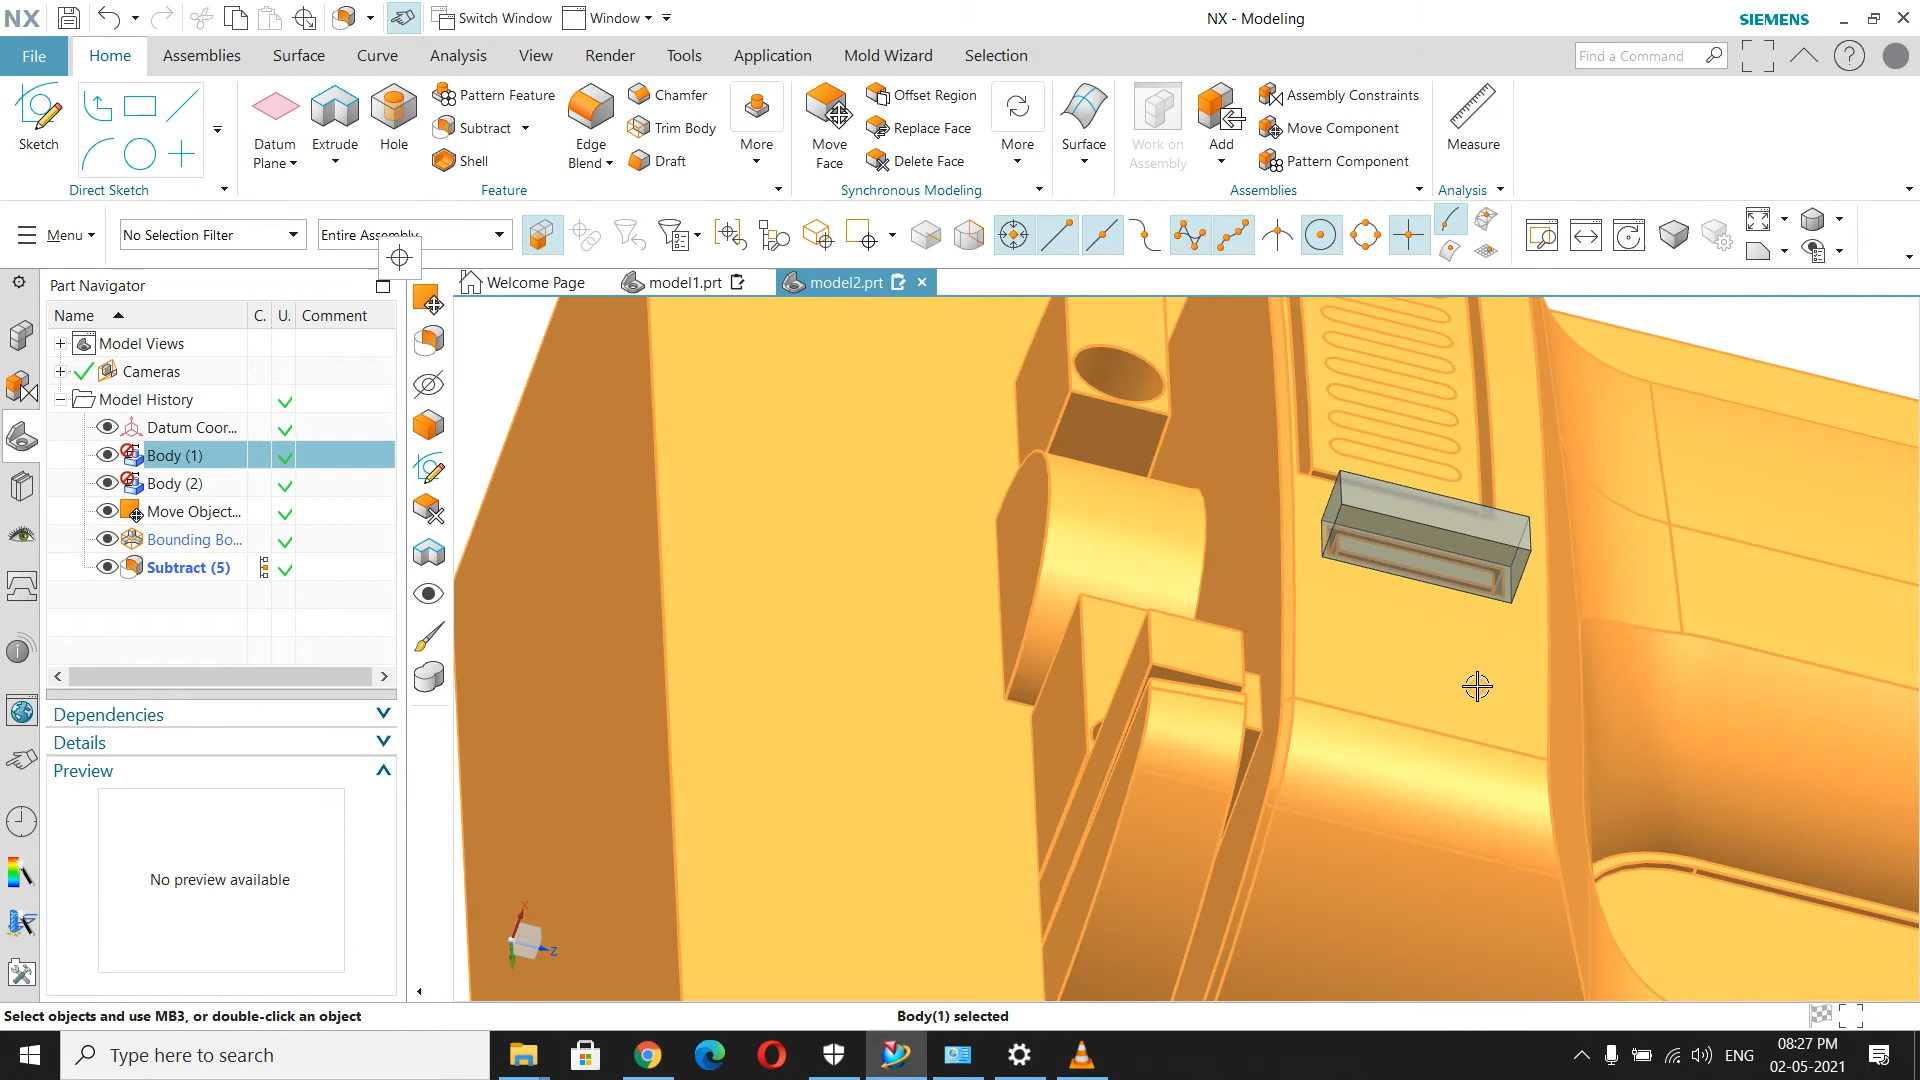 NX
Switch Window
Window
NX - Modeling
SIEMENS
File
Home
Assemblies
Surface
Curve
Analysis
View
Render
Tools
Application
Mold Wizard
Selection
Find a Command
Sketch
Datum
Plane
Extrude
Hole
Pattern Feature
Subtract
Shell
Edge
Blend
Chamfer
Trim Body
Draft
More
Move
Face
Offset Region
Replace Face
Delete Face
More
Surface
Work on
Assembly
Add
Assembly Constraints
Move Component
Pattern Component
Measure
Direct Sketch
Feature
Synchronous Modeling
Assemblies
Analysis
Menu
No Selection Filter
Entire Assembly
Part Navigator
Welcome Page
model1.prt
model2.prt
Name
C.
U.
Comment
Model Views
Cameras
Model History
Datum Coor...
Body (1)
Body (2)
Move Object...
Bounding Bo...
Subtract (5)
Dependencies
Details
Preview
No preview available
X
Z
Select objects and use MB3, or double-click an object
Body(1) selected
Type here to search
ENG
08:27 PM
02-05-2021